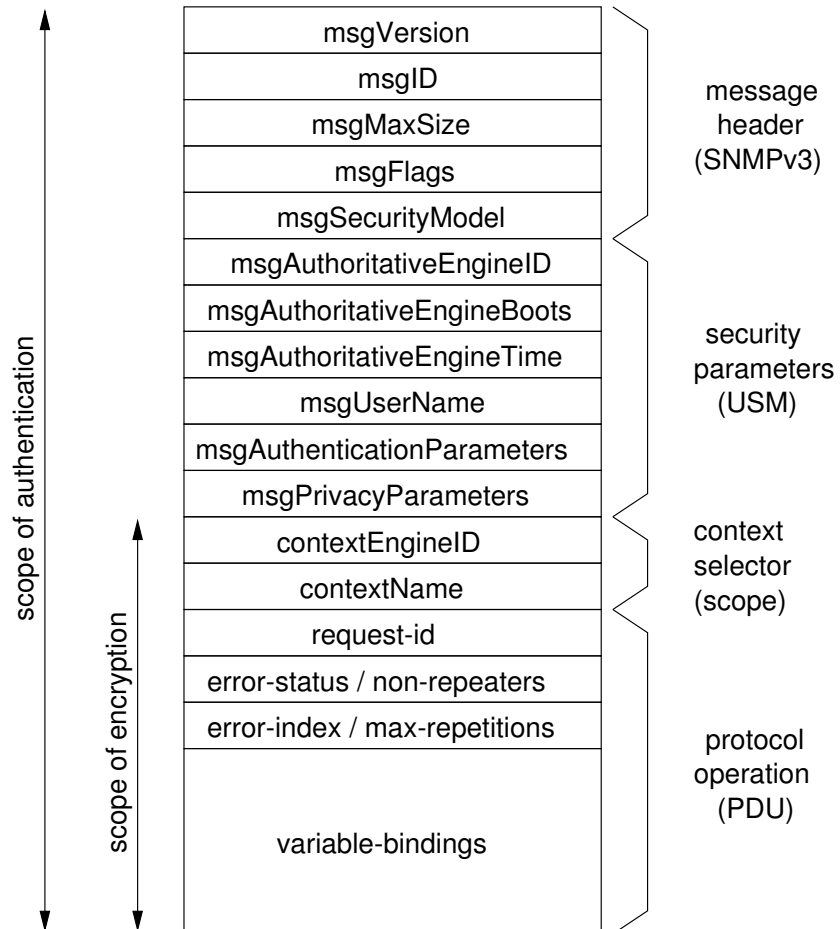 msgVersion
msgID
msgMaxSize
msgFlags
msgSecurityModel
msgAuthoritativeEngineID
msgAuthoritativeEngineBoots
msgAuthoritativeEngineTime
msgUserName
msgAuthenticationParameters
msgPrivacyParameters
contextEngineID
contextName
request-id
error-status / non-repeaters
error-index / max-repetitions
variable-bindings
message
header
(SNMPv3)
security
parameters
(USM)
context
selector
(scope)
protocol
operation
(PDU)
scope of authentication
scope of encryption